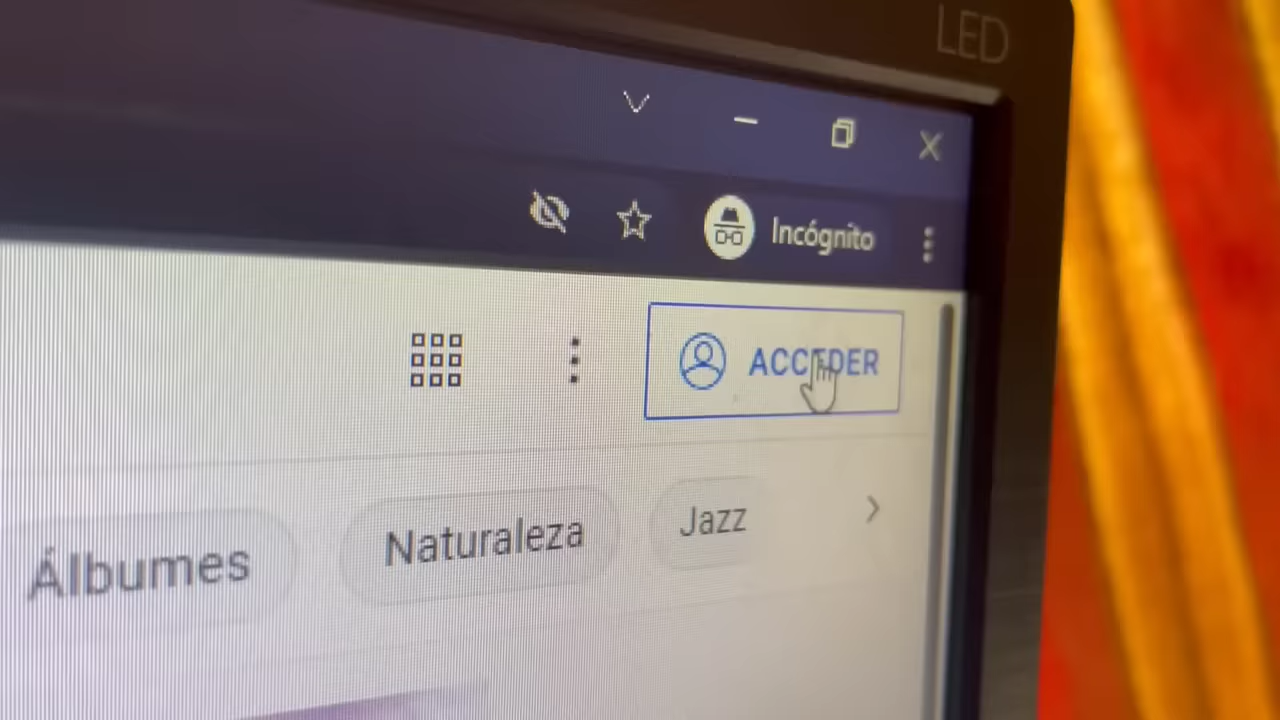 LED
Incógnito
ACCEDER
Álbumes
Naturaleza
Jazz